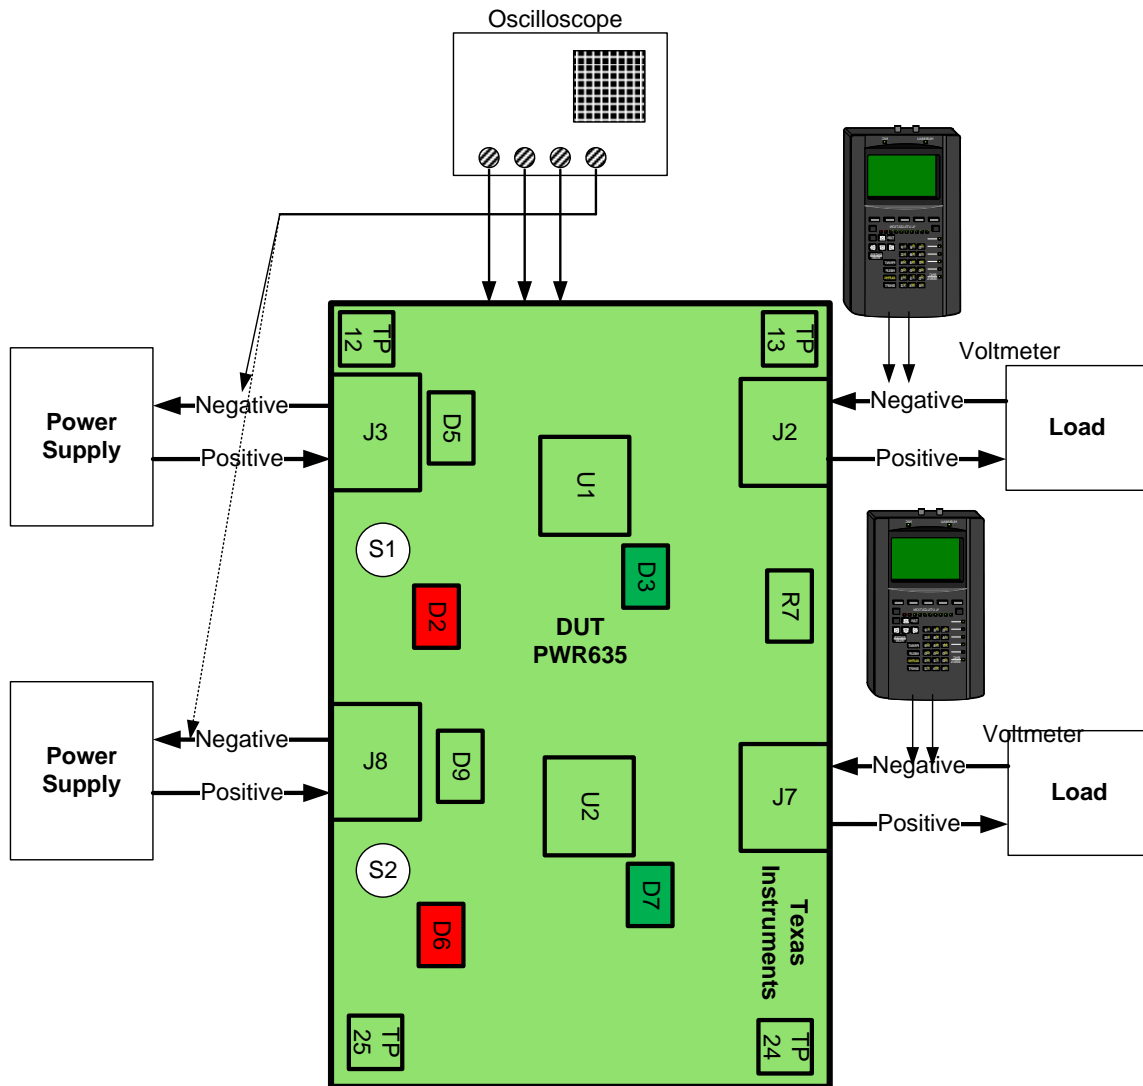 Oscilloscope
TP
12
TP
13
Voltmeter
Power
Supply
Negative
Positive
J3
D5
U1
J2
Negative
Positive
Load
S1
D3
D2
R7
DUT
PWR635
Power
Supply
Negative
Positive
J8
D9
U2
J7
Voltmeter
Negative
Positive
Load
S2
D7
D6
Texas
Instruments
TP
25
TP
24